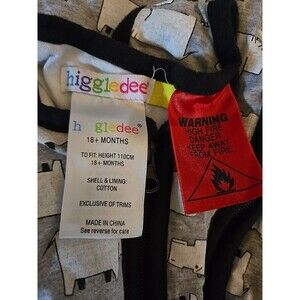 higgledee
h ggledee®
18+ MONTHS
TO FIT: HEIGHT 110CM
18+ MONTHS
SHELL & LINING:
COTTON
EXCLUSIVE OF TRIMS
MADE IN CHINA
See reverse for care
WARNING
HIGH FIRE
DANGER
KEEP AWAY
FROM FIRE.